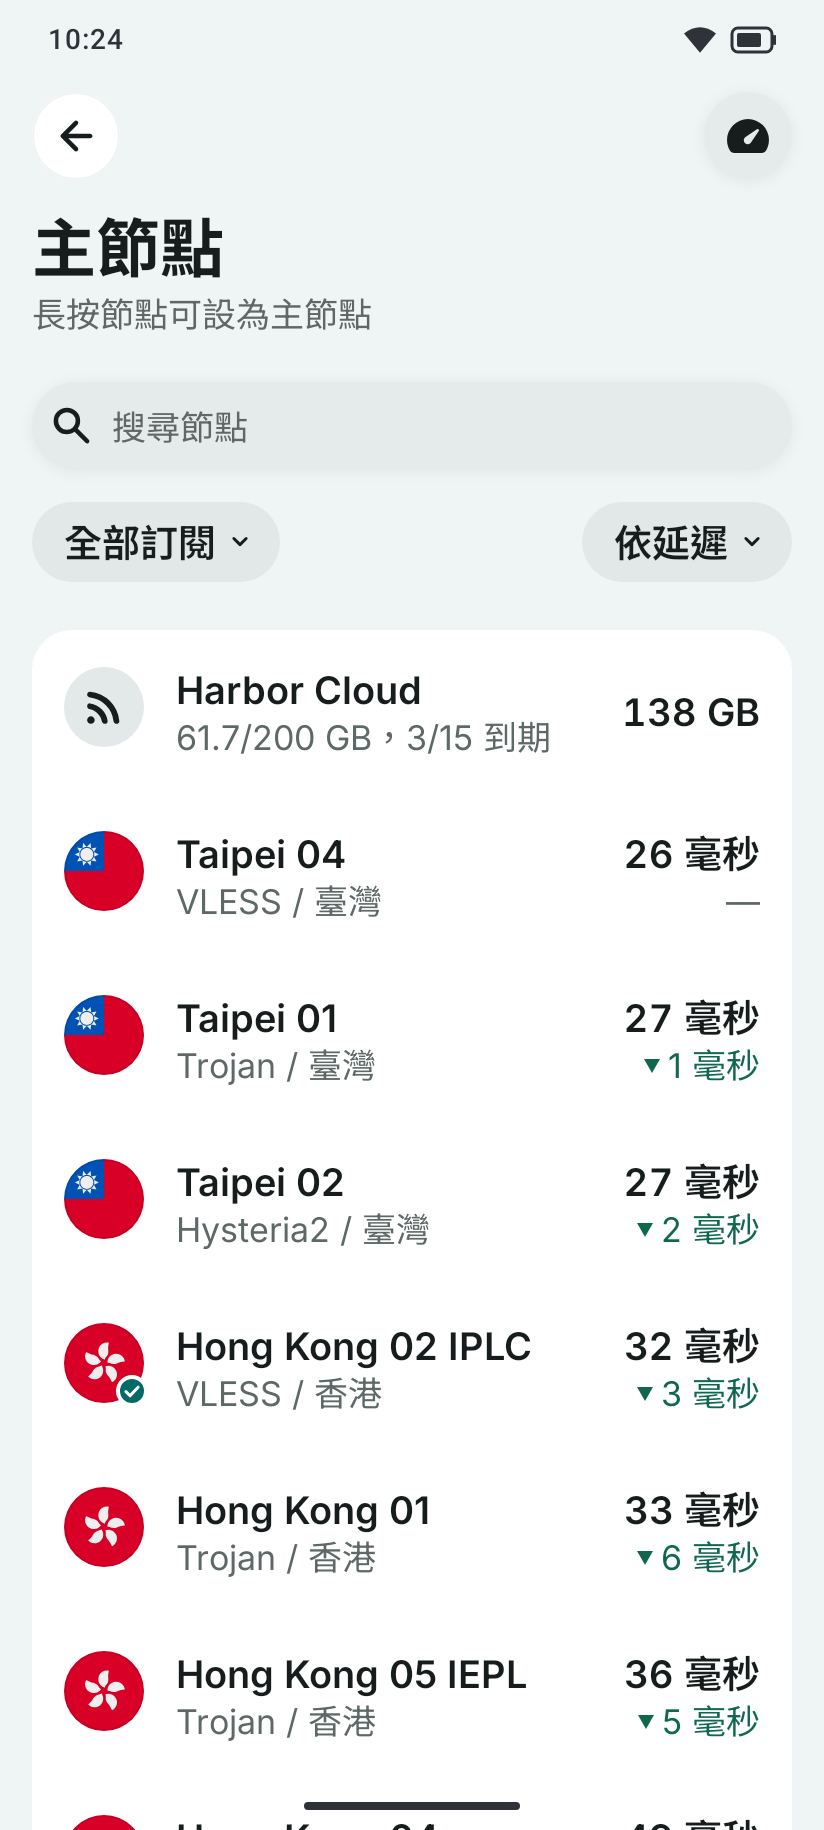 10:24
主節點
長按節點可設為主節點
搜尋節點
全部訂閱
依延遲
Harbor Cloud
138 GB
61.7/200 GB，3/15 到期
Taipei 04
26 毫秒
VLESS / 臺灣
—
Taipei 01
27 毫秒
Trojan / 臺灣
▼1 毫秒
Taipei 02
27 毫秒
Hysteria2 / 臺灣
▼2 毫秒
Hong Kong 02 IPLC
32 毫秒
VLESS / 香港
▼3 毫秒
Hong Kong 01
33 毫秒
Trojan / 香港
▼6 毫秒
Hong Kong 05 IEPL
36 毫秒
Trojan / 香港
▼5 毫秒